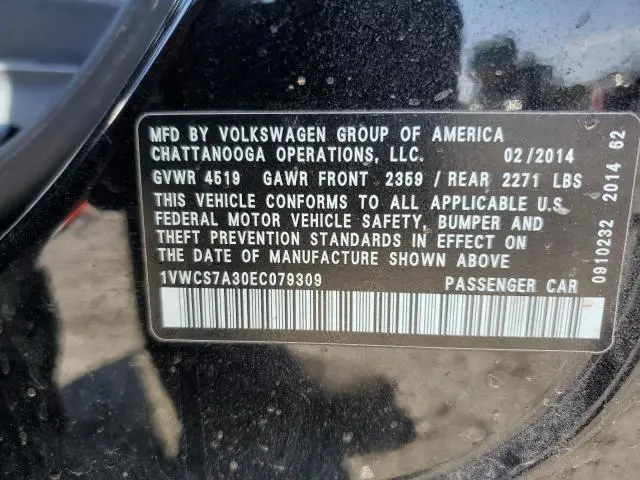 MFD BY VOLKSWAGEN GROUP OF AMERICA
CHATTANOOGA OPERATIONS, LLC. 02/2014
GVWR 4519 GAWR FRONT 2359 / REAR 2271 LBS
THIS VEHICLE CONFORMS TO ALL APPLICABLE U.S.
FEDERAL MOTOR VEHICLE SAFETY, BUMPER AND
THEFT PREVENTION STANDARDS IN EFFECT ON
THE DATE OF MANUFACTURE SHOWN ABOVE
1VWCS7A30EC079309 PASSENGER CAR
0910232 2014 62